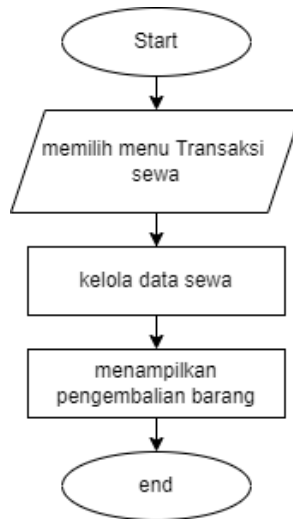 Start
memilih menu Transaksi
sewa
kelola data sewa
menampilkan
pengembalian barang
end